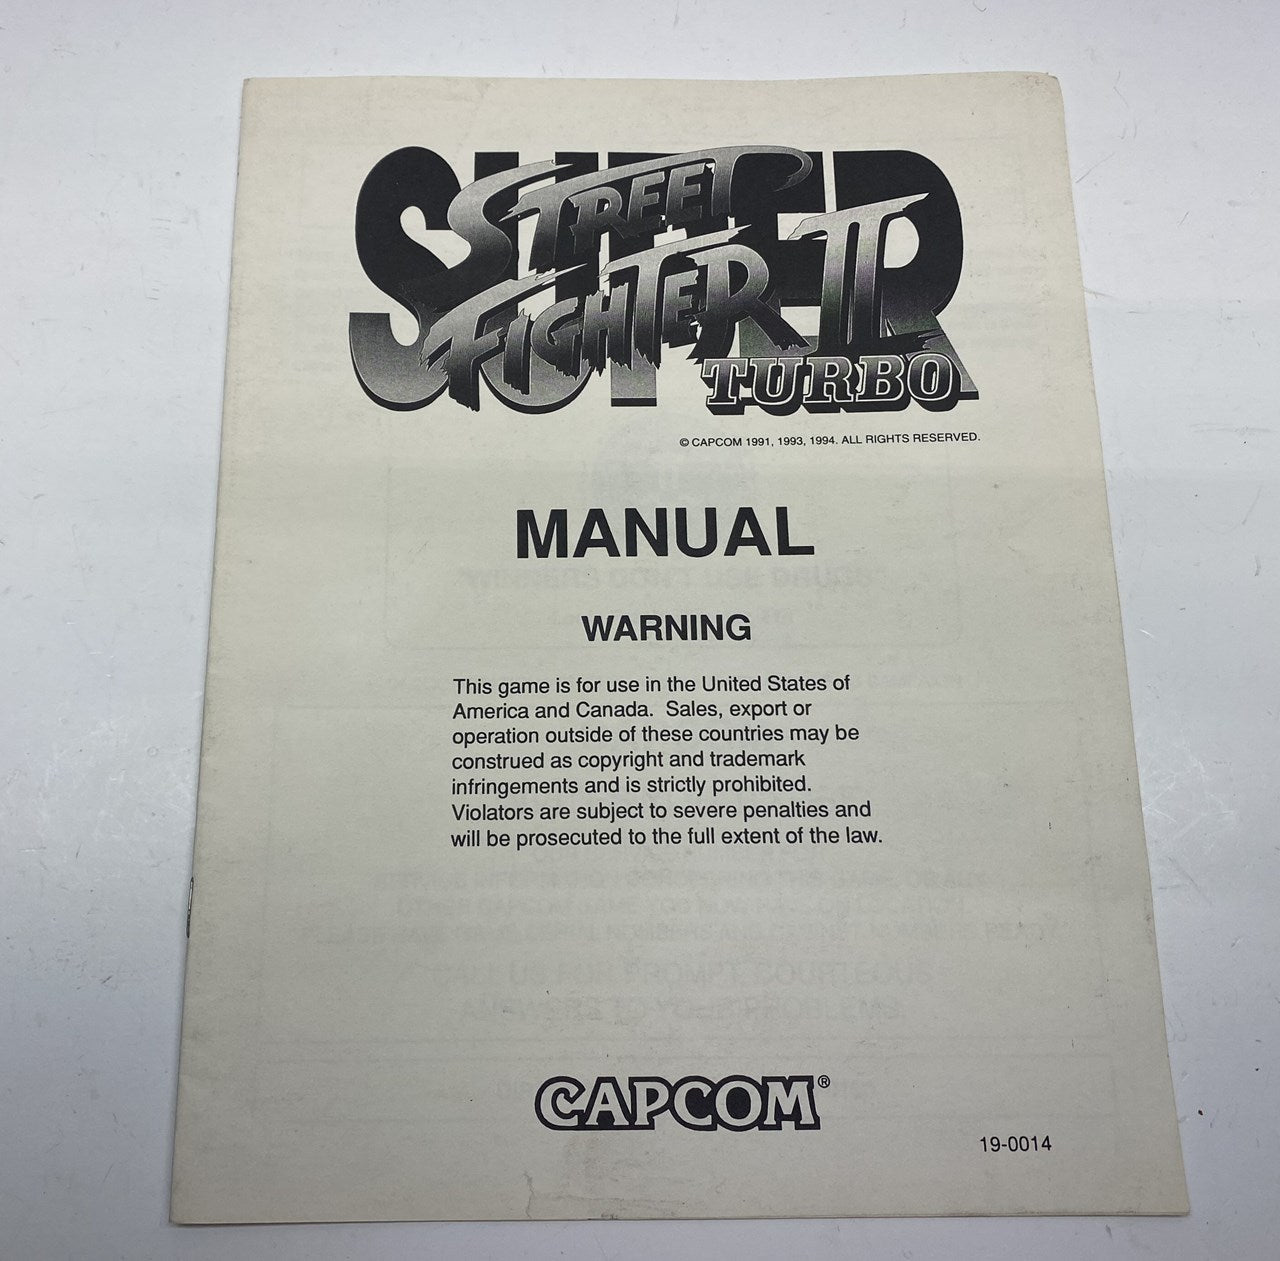 SUPER
STREET
FIGHTER II
TURBO
© CAPCOM 1991, 1993, 1994. ALL RIGHTS RESERVED.
MANUAL
WARNING
This game is for use in the United States of
America and Canada. Sales, export or
operation outside of these countries may be
construed as copyright and trademark
infringements and is strictly prohibited.
Violators are subject to severe penalties and
will be prosecuted to the full extent of the law.
CAPCOM®
19-0014